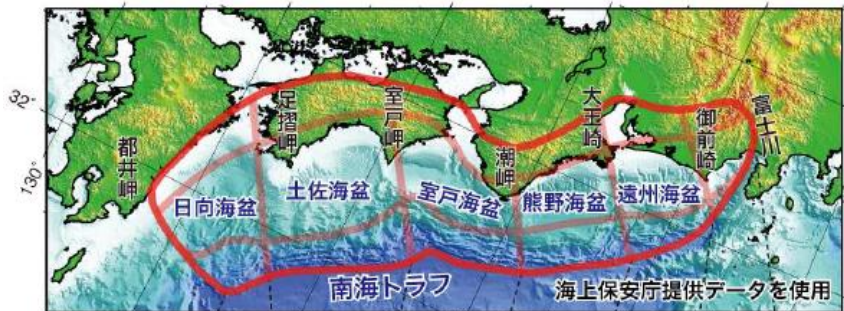 32°
130°
都井岬
足摺岬
室戸岬
潮岬
大王崎
御前崎
富士川
日向海盆
土佐海盆
室戸海盆
熊野海盆
遠州海盆
南海トラフ
海上保安庁提供データを使用